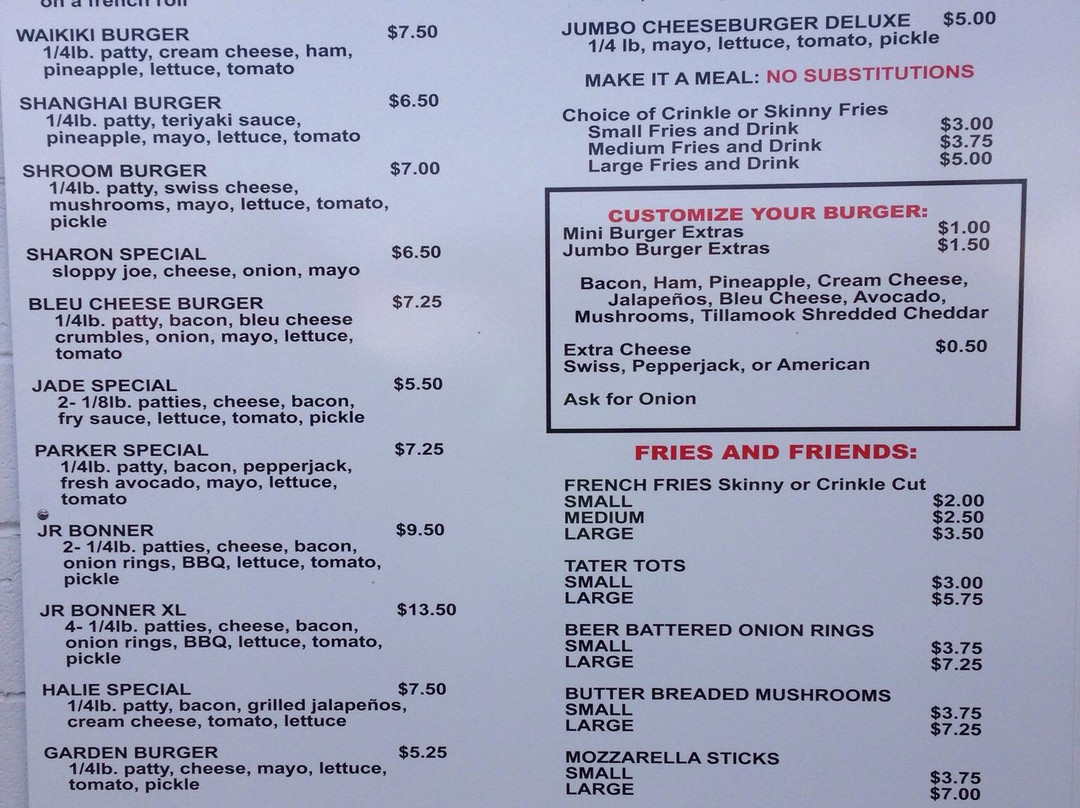 on a french roll
WAIKIKI BURGER $7.50
1/4lb. patty, cream cheese, ham,
pineapple, lettuce, tomato
SHANGHAI BURGER $6.50
1/4lb. patty, teriyaki sauce,
pineapple, mayo, lettuce, tomato
SHROOM BURGER $7.00
1/4lb. patty, swiss cheese,
mushrooms, mayo, lettuce, tomato,
pickle
SHARON SPECIAL $6.50
sloppy joe, cheese, onion, mayo
BLEU CHEESE BURGER $7.25
1/4lb. patty, bacon, bleu cheese
crumbles, onion, mayo, lettuce,
tomato
JADE SPECIAL $5.50
2- 1/8lb. patties, cheese, bacon,
fry sauce, lettuce, tomato, pickle
PARKER SPECIAL $7.25
1/4lb. patty, bacon, pepperjack,
fresh avocado, mayo, lettuce,
tomato
JR BONNER $9.50
2- 1/4lb. patties, cheese, bacon,
onion rings, BBQ, lettuce, tomato,
pickle
JR BONNER XL $13.50
4- 1/4lb. patties, cheese, bacon,
onion rings, BBQ, lettuce, tomato,
pickle
HALIE SPECIAL $7.50
1/4lb. patty, bacon, grilled jalapeños,
cream cheese, tomato, lettuce
GARDEN BURGER $5.25
1/4lb. patty, cheese, mayo, lettuce,
tomato, pickle
JUMBO CHEESEBURGER DELUXE $5.00
1/4 lb, mayo, lettuce, tomato, pickle
MAKE IT A MEAL: NO SUBSTITUTIONS
Choice of Crinkle or Skinny Fries
Small Fries and Drink $3.00
Medium Fries and Drink $3.75
Large Fries and Drink $5.00
CUSTOMIZE YOUR BURGER:
Mini Burger Extras $1.00
Jumbo Burger Extras $1.50
Bacon, Ham, Pineapple, Cream Cheese,
Jalapeños, Bleu Cheese, Avocado,
Mushrooms, Tillamook Shredded Cheddar
Extra Cheese $0.50
Swiss, Pepperjack, or American
Ask for Onion
FRIES AND FRIENDS:
FRENCH FRIES Skinny or Crinkle Cut
SMALL $2.00
MEDIUM $2.50
LARGE $3.50
TATER TOTS
SMALL $3.00
LARGE $5.75
BEER BATTERED ONION RINGS
SMALL $3.75
LARGE $7.25
BUTTER BREADED MUSHROOMS
SMALL $3.75
LARGE $7.25
MOZZARELLA STICKS
SMALL $3.75
LARGE $7.00